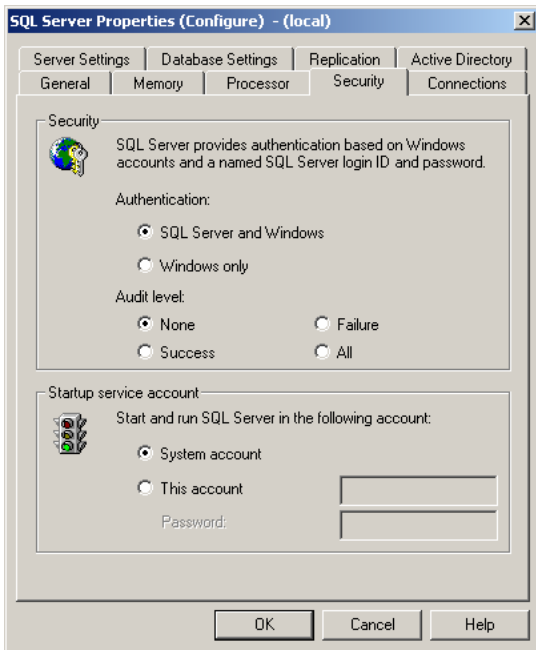 SQL Server Properties (Configure) - (local)
Server Settings Database Settings Replication Active Directory
General Memory Processor Security Connections
Security
SQL Server provides authentication based on Windows
accounts and a named SQL Server login ID and password.
Authentication:
SQL Server and Windows
Windows only
Audit level:
None Failure
Success All
Startup service account
Start and run SQL Server in the following account:
System account
This account
Password:
OK Cancel Help